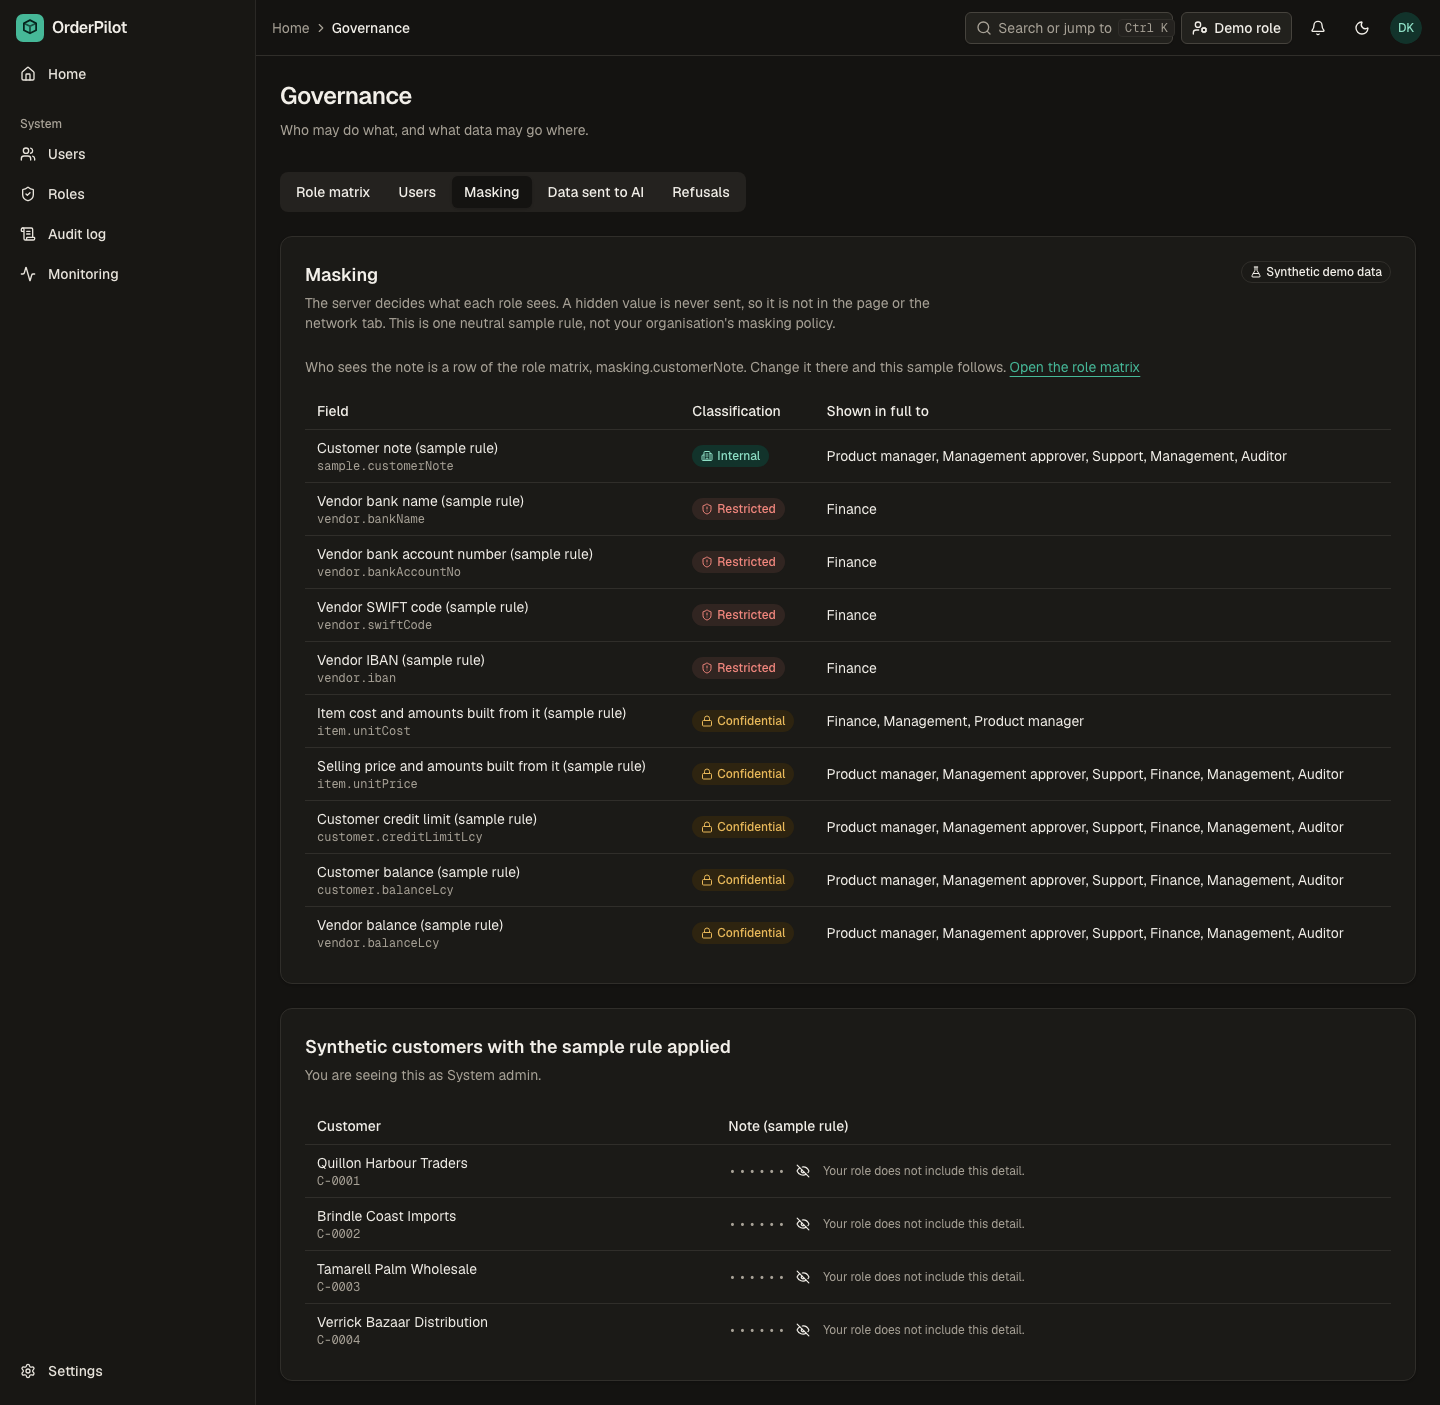 OrderPilot
Home
System
Users
Roles
Audit log
Monitoring
Settings
Home > Governance
Search or jump to Ctrl K
Demo role
DK
Governance
Who may do what, and what data may go where.
Role matrix Users Masking Data sent to AI Refusals
Masking
Synthetic demo data
The server decides what each role sees. A hidden value is never sent, so it is not in the page or the
network tab. This is one neutral sample rule, not your organisation's masking policy.
Who sees the note is a row of the role matrix, masking.customerNote. Change it there and this sample follows. Open the role matrix
Field Classification Shown in full to
Customer note (sample rule)
sample.customerNote
Internal
Product manager, Management approver, Support, Management, Auditor
Vendor bank name (sample rule)
vendor.bankName
Restricted
Finance
Vendor bank account number (sample rule)
vendor.bankAccountNo
Restricted
Finance
Vendor SWIFT code (sample rule)
vendor.swiftCode
Restricted
Finance
Vendor IBAN (sample rule)
vendor.iban
Restricted
Finance
Item cost and amounts built from it (sample rule)
item.unitCost
Confidential
Finance, Management, Product manager
Selling price and amounts built from it (sample rule)
item.unitPrice
Confidential
Product manager, Management approver, Support, Finance, Management, Auditor
Customer credit limit (sample rule)
customer.creditLimitLcy
Confidential
Product manager, Management approver, Support, Finance, Management, Auditor
Customer balance (sample rule)
customer.balanceLcy
Confidential
Product manager, Management approver, Support, Finance, Management, Auditor
Vendor balance (sample rule)
vendor.balanceLcy
Confidential
Product manager, Management approver, Support, Finance, Management, Auditor
Synthetic customers with the sample rule applied
You are seeing this as System admin.
Customer Note (sample rule)
Quillon Harbour Traders
C-0001
•••••• Your role does not include this detail.
Brindle Coast Imports
C-0002
•••••• Your role does not include this detail.
Tamarell Palm Wholesale
C-0003
•••••• Your role does not include this detail.
Verrick Bazaar Distribution
C-0004
•••••• Your role does not include this detail.